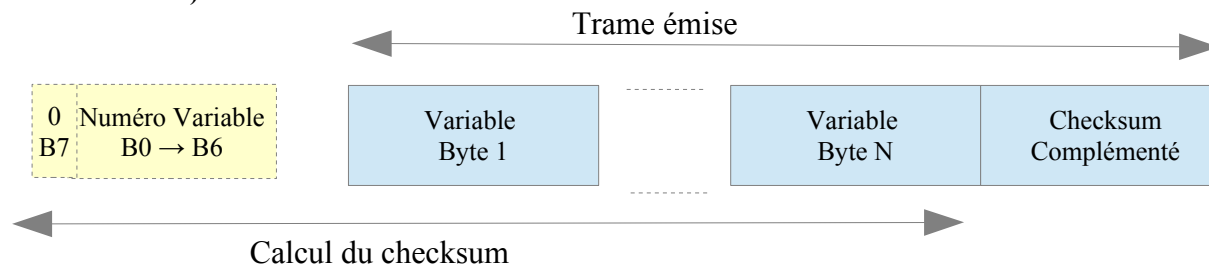 )
Trame émise
0 Numéro Variable
B7 B0 → B6
Variable
Byte 1
Variable
Byte N
Checksum
Complémenté
Calcul du checksum